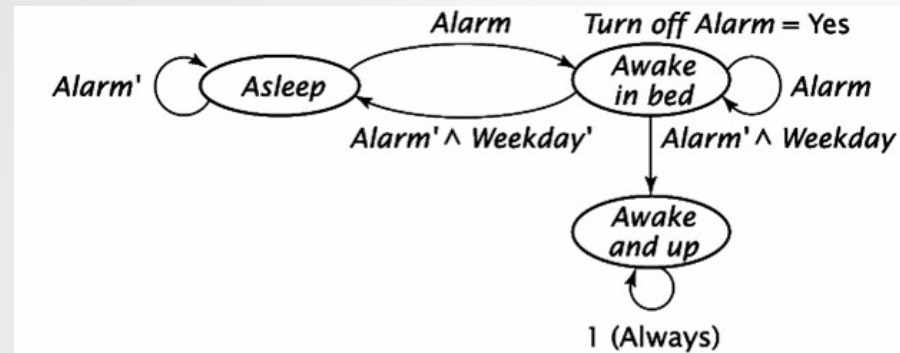 Alarm
Turn off Alarm = Yes
Alarm'
Asleep
Awake
in bed
Alarm
Alarm' ∧ Weekday'
Alarm' ∧ Weekday
Awake
and up
1 (Always)